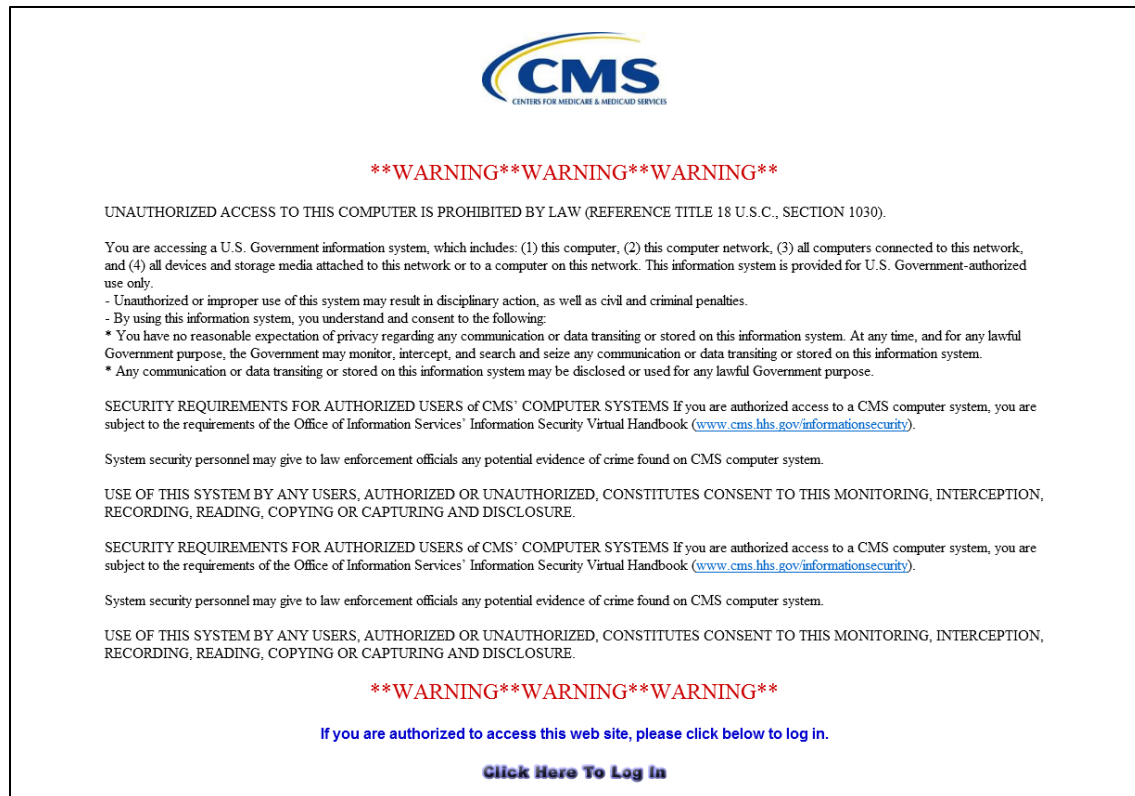 CMS
CENTERS FOR MEDICARE & MEDICAID SERVICES
**WARNING**WARNING**WARNING**
UNAUTHORIZED ACCESS TO THIS COMPUTER IS PROHIBITED BY LAW (REFERENCE TITLE 18 U.S.C., SECTION 1030).
You are accessing a U.S. Government information system, which includes: (1) this computer, (2) this computer network, (3) all computers connected to this network,
and (4) all devices and storage media attached to this network or to a computer on this network. This information system is provided for U.S. Government-authorized
use only.
- Unauthorized or improper use of this system may result in disciplinary action, as well as civil and criminal penalties.
- By using this information system, you understand and consent to the following:
* You have no reasonable expectation of privacy regarding any communication or data transiting or stored on this information system. At any time, and for any lawful
Government purpose, the Government may monitor, intercept, and search and seize any communication or data transiting or stored on this information system.
* Any communication or data transiting or stored on this information system may be disclosed or used for any lawful Government purpose.
SECURITY REQUIREMENTS FOR AUTHORIZED USERS of CMS’ COMPUTER SYSTEMS If you are authorized access to a CMS computer system, you are
subject to the requirements of the Office of Information Services’ Information Security Virtual Handbook (www.cms.hhs.gov/informationsecurity).
System security personnel may give to law enforcement officials any potential evidence of crime found on CMS computer system.
USE OF THIS SYSTEM BY ANY USERS, AUTHORIZED OR UNAUTHORIZED, CONSTITUTES CONSENT TO THIS MONITORING, INTERCEPTION,
RECORDING, READING, COPYING OR CAPTURING AND DISCLOSURE.
SECURITY REQUIREMENTS FOR AUTHORIZED USERS of CMS’ COMPUTER SYSTEMS If you are authorized access to a CMS computer system, you are
subject to the requirements of the Office of Information Services’ Information Security Virtual Handbook (www.cms.hhs.gov/informationsecurity).
System security personnel may give to law enforcement officials any potential evidence of crime found on CMS computer system.
USE OF THIS SYSTEM BY ANY USERS, AUTHORIZED OR UNAUTHORIZED, CONSTITUTES CONSENT TO THIS MONITORING, INTERCEPTION,
RECORDING, READING, COPYING OR CAPTURING AND DISCLOSURE.
**WARNING**WARNING**WARNING**
If you are authorized to access this web site, please click below to log in.
Click Here To Log In